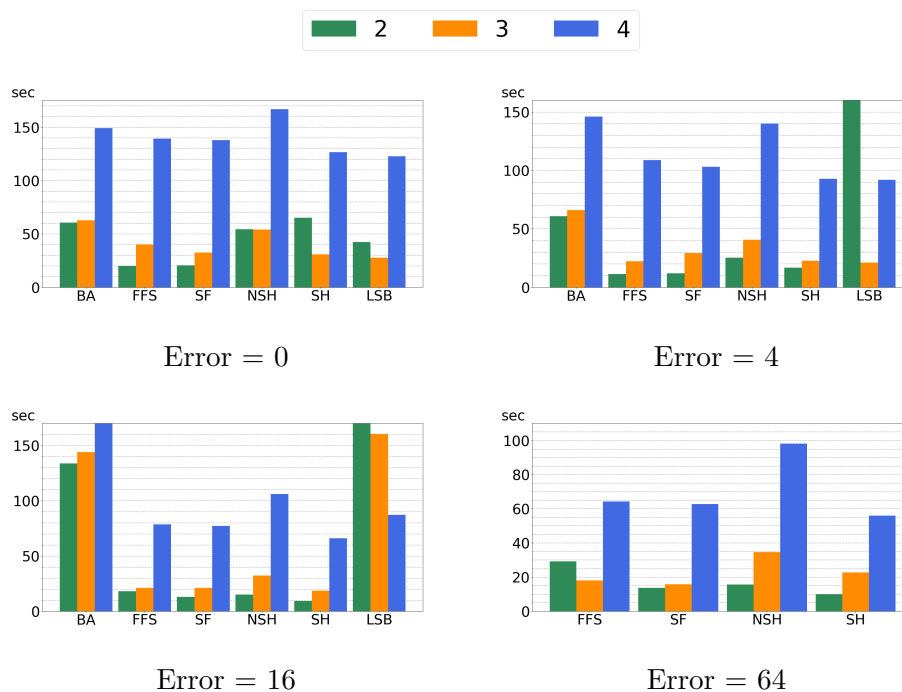 2 3 4
sec
150
100
50
0
BA FFS SF NSH SH LSB
Error = 0
sec
150
100
50
0
BA FFS SF NSH SH LSB
Error = 4
sec
150
100
50
0
BA FFS SF NSH SH LSB
Error = 16
sec
100
80
60
40
20
0
FFS SF NSH SH
Error = 64